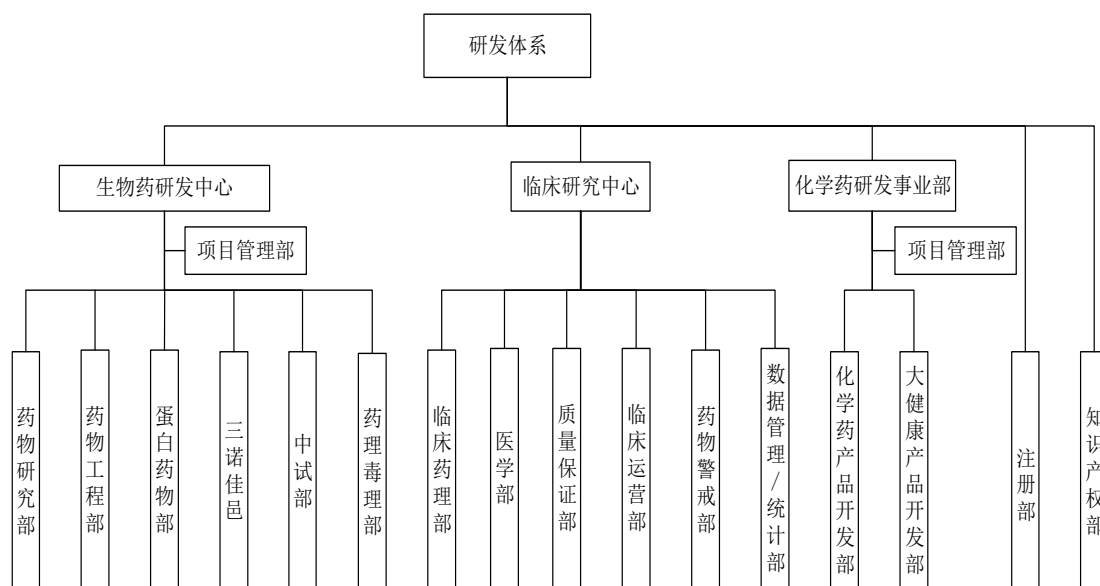 研发体系
生物药研发中心
临床研究中心
化学药研发事业部
项目管理部
项目管理部
药物研究部
药物工程部
蛋白药物部
三诺佳邑
中试部
药理毒理部
临床药理部
医学部
质量保证部
临床运营部
药物警戒部
数据管理/统计部
化学药产品开发部
大健康产品开发部
注册部
知识产权部